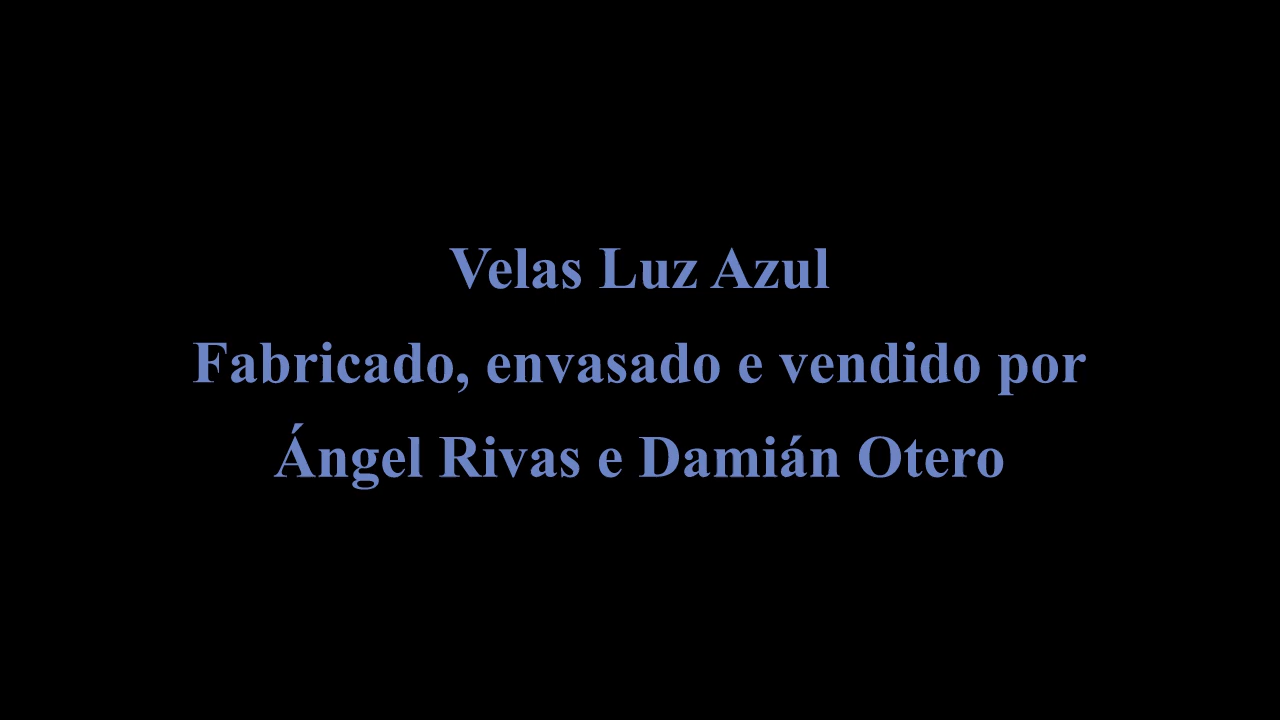 Velas Luz Azul
Fabricado, envasado e vendido por
Ángel Rivas e Damián Otero